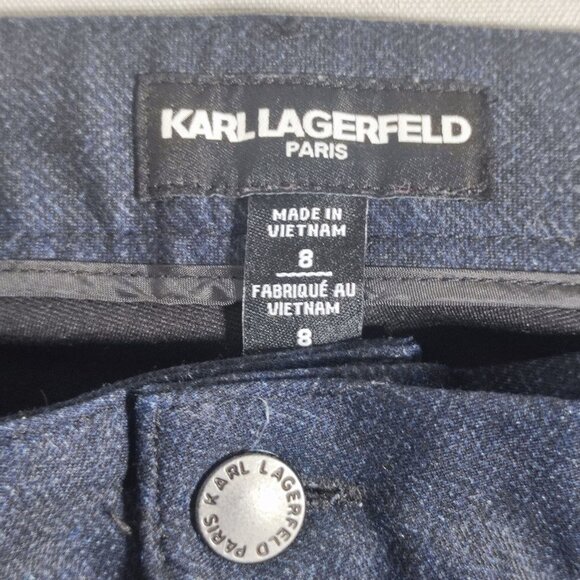 KARL LAGERFELD
PARIS
MADE IN
VIETNAM
8
FABRIQUÉ AU
VIETNAM
8
KARL LAGERFELD PARIS